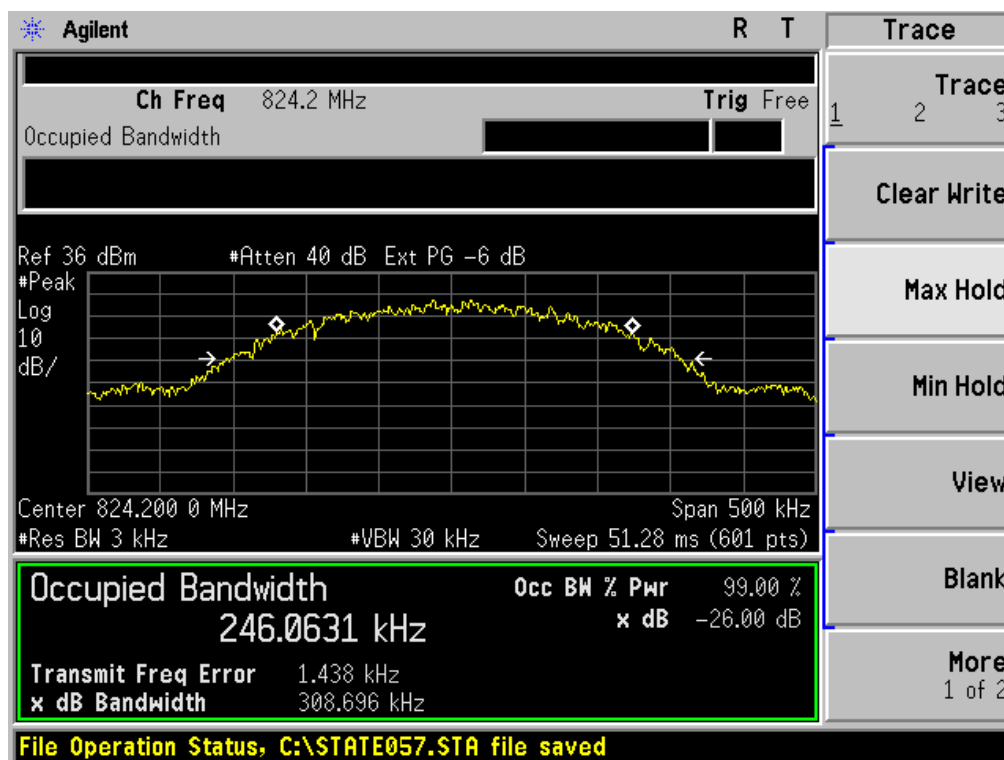 Agilent R T Trace
Ch Freq 824.2 MHz Trig Free
Occupied Bandwidth
Trace
1 2 3
Clear Write
Max Hold
Min Hold
View
Blank
More
1 of 2
Ref 36 dBm #Atten 40 dB Ext PG -6 dB
#Peak
Log
10
dB/
Center 824.200 0 MHz Span 500 kHz
#Res BW 3 kHz #VBW 30 kHz Sweep 51.28 ms (601 pts)
Occupied Bandwidth
246.0631 kHz
Occ BW % Pwr 99.00 %
x dB -26.00 dB
Transmit Freq Error 1.438 kHz
x dB Bandwidth 308.696 kHz
File Operation Status, C:\STATE057.STA file saved